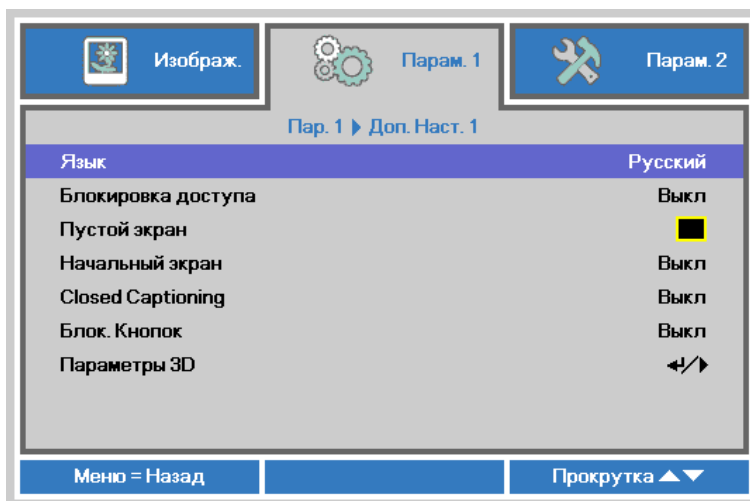 Изображ. Парам. 1 Парам. 2
Пар. 1 ▶ Доп. Наст. 1
Язык Русский
Блокировка доступа Выкл
Пустой экран
Начальный экран Выкл
Closed Captioning Выкл
Блок. Кнопок Выкл
Параметры 3D ↵/▶
Меню = Назад Прокрутка ▲▼